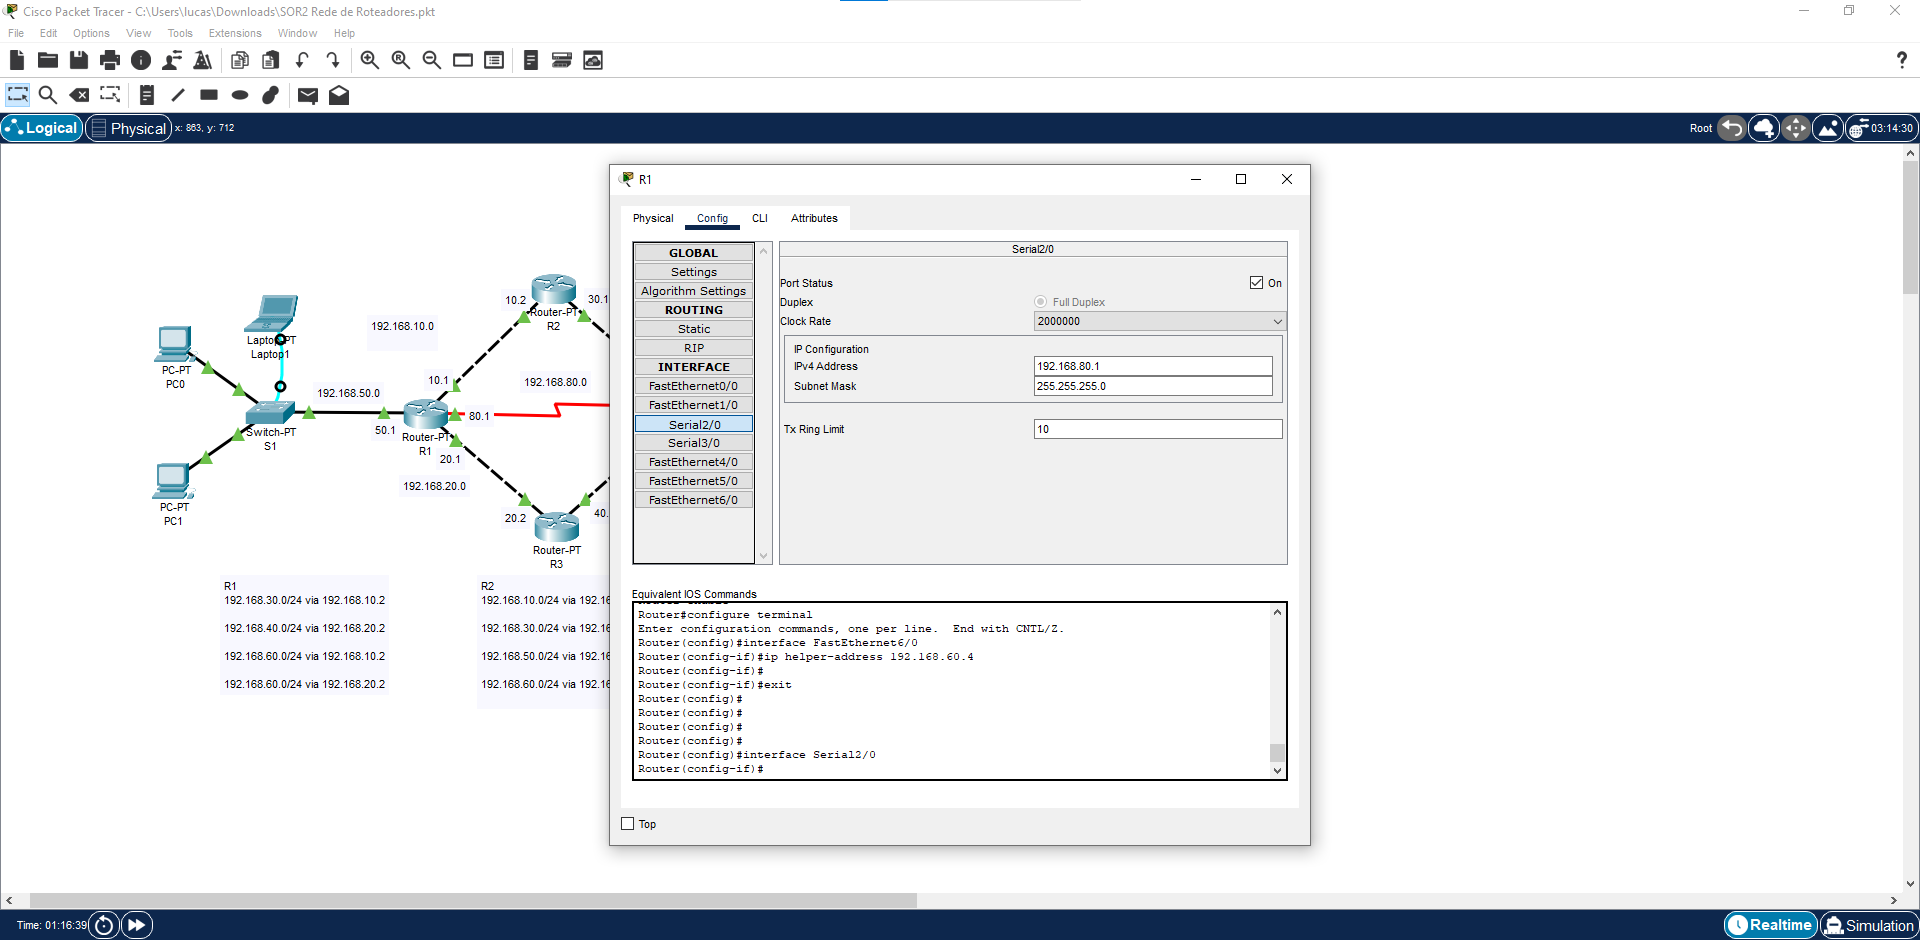 Cisco Packet Tracer - C:\Users\lucas\Downloads\SOR2 Rede de Roteadores.pkt
File Edit Options View Tools Extensions Window Help
Logical Physical x: 863, y: 712
Root 03:14:30
R1
Physical Config CLI Attributes
GLOBAL
Settings
Algorithm Settings
ROUTING
Static
RIP
INTERFACE
FastEthernet0/0
FastEthernet1/0
Serial2/0
Serial3/0
FastEthernet4/0
FastEthernet5/0
FastEthernet6/0
Serial2/0
Port Status On
Duplex Full Duplex
Clock Rate 2000000
IP Configuration
IPv4 Address 192.168.80.1
Subnet Mask 255.255.255.0
Tx Ring Limit 10
Equivalent IOS Commands
Router#configure terminal
Enter configuration commands, one per line. End with CNTL/Z.
Router(config)#interface FastEthernet6/0
Router(config-if)#ip helper-address 192.168.60.4
Router(config-if)#
Router(config-if)#exit
Router(config)#
Router(config)#
Router(config)#
Router(config)#
Router(config)#interface Serial2/0
Router(config-if)#
Top
10.2
30.1
Router-PT
R2
192.168.10.0
Laptop-PT
Laptop1
PC-PT
PC0
10.1
192.168.80.0
192.168.50.0
80.1
50.1
Switch-PT
S1
Router-PT
R1
20.1
192.168.20.0
PC-PT
PC1
20.2
40.
Router-PT
R3
R1
192.168.30.0/24 via 192.168.10.2
192.168.40.0/24 via 192.168.20.2
192.168.60.0/24 via 192.168.10.2
192.168.60.0/24 via 192.168.20.2
R2
192.168.10.0/24 via 192.16
192.168.30.0/24 via 192.16
192.168.50.0/24 via 192.16
192.168.60.0/24 via 192.16
Time: 01:16:39
Realtime Simulation